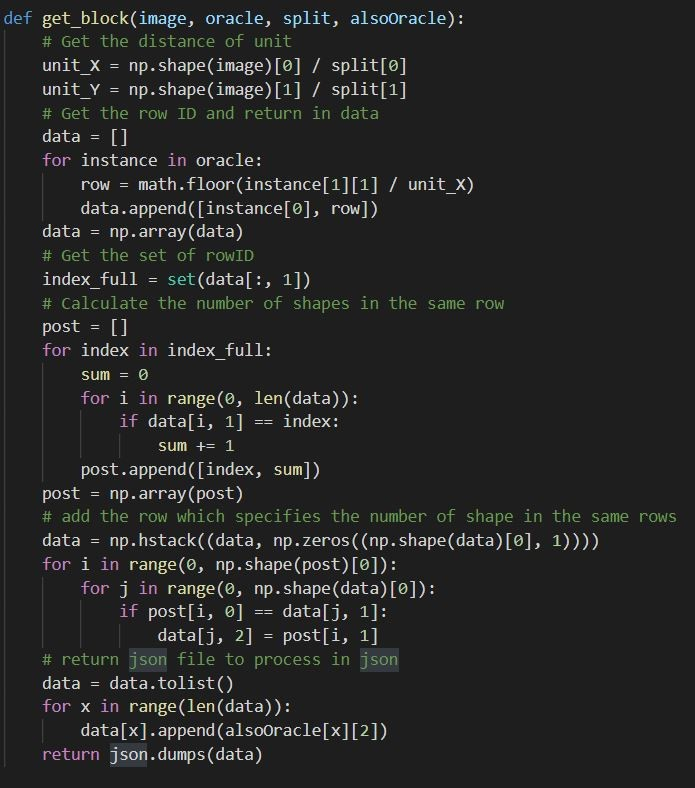 def get_block(image, oracle, split, alsoOracle):
    # Get the distance of unit
    unit_X = np.shape(image)[0] / split[0]
    unit_Y = np.shape(image)[1] / split[1]
    # Get the row ID and return in data
    data = []
    for instance in oracle:
        row = math.floor(instance[1][1] / unit_X)
        data.append([instance[0], row])
    data = np.array(data)
    # Get the set of rowID
    index_full = set(data[:, 1])
    # Calculate the number of shapes in the same row
    post = []
    for index in index_full:
        sum = 0
        for i in range(0, len(data)):
            if data[i, 1] == index:
                sum += 1
        post.append([index, sum])
    post = np.array(post)
    # add the row which specifies the number of shape in the same rows
    data = np.hstack((data, np.zeros((np.shape(data)[0], 1))))
    for i in range(0, np.shape(post)[0]):
        for j in range(0, np.shape(data)[0]):
            if post[i, 0] == data[j, 1]:
                data[j, 2] = post[i, 1]
    # return json file to process in json
    data = data.tolist()
    for x in range(len(data)):
        data[x].append(alsoOracle[x][2])
    return json.dumps(data)